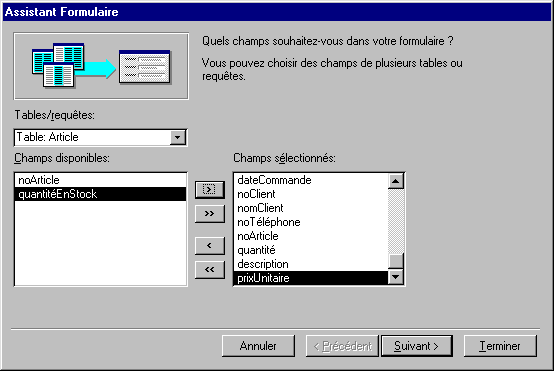 Assistant Formulaire
Quels champs souhaitez-vous dans votre formulaire ?
Vous pouvez choisir des champs de plusieurs tables ou
requêtes.
Tables/requêtes:
Table: Article
Champs disponibles:
noArticle
quantitéEnStock
>
>>
<
<<
Champs sélectionnés:
dateCommande
noClient
nomClient
noTéléphone
noArticle
quantité
description
prixUnitaire
Annuler
< Précédent
Suivant >
Terminer